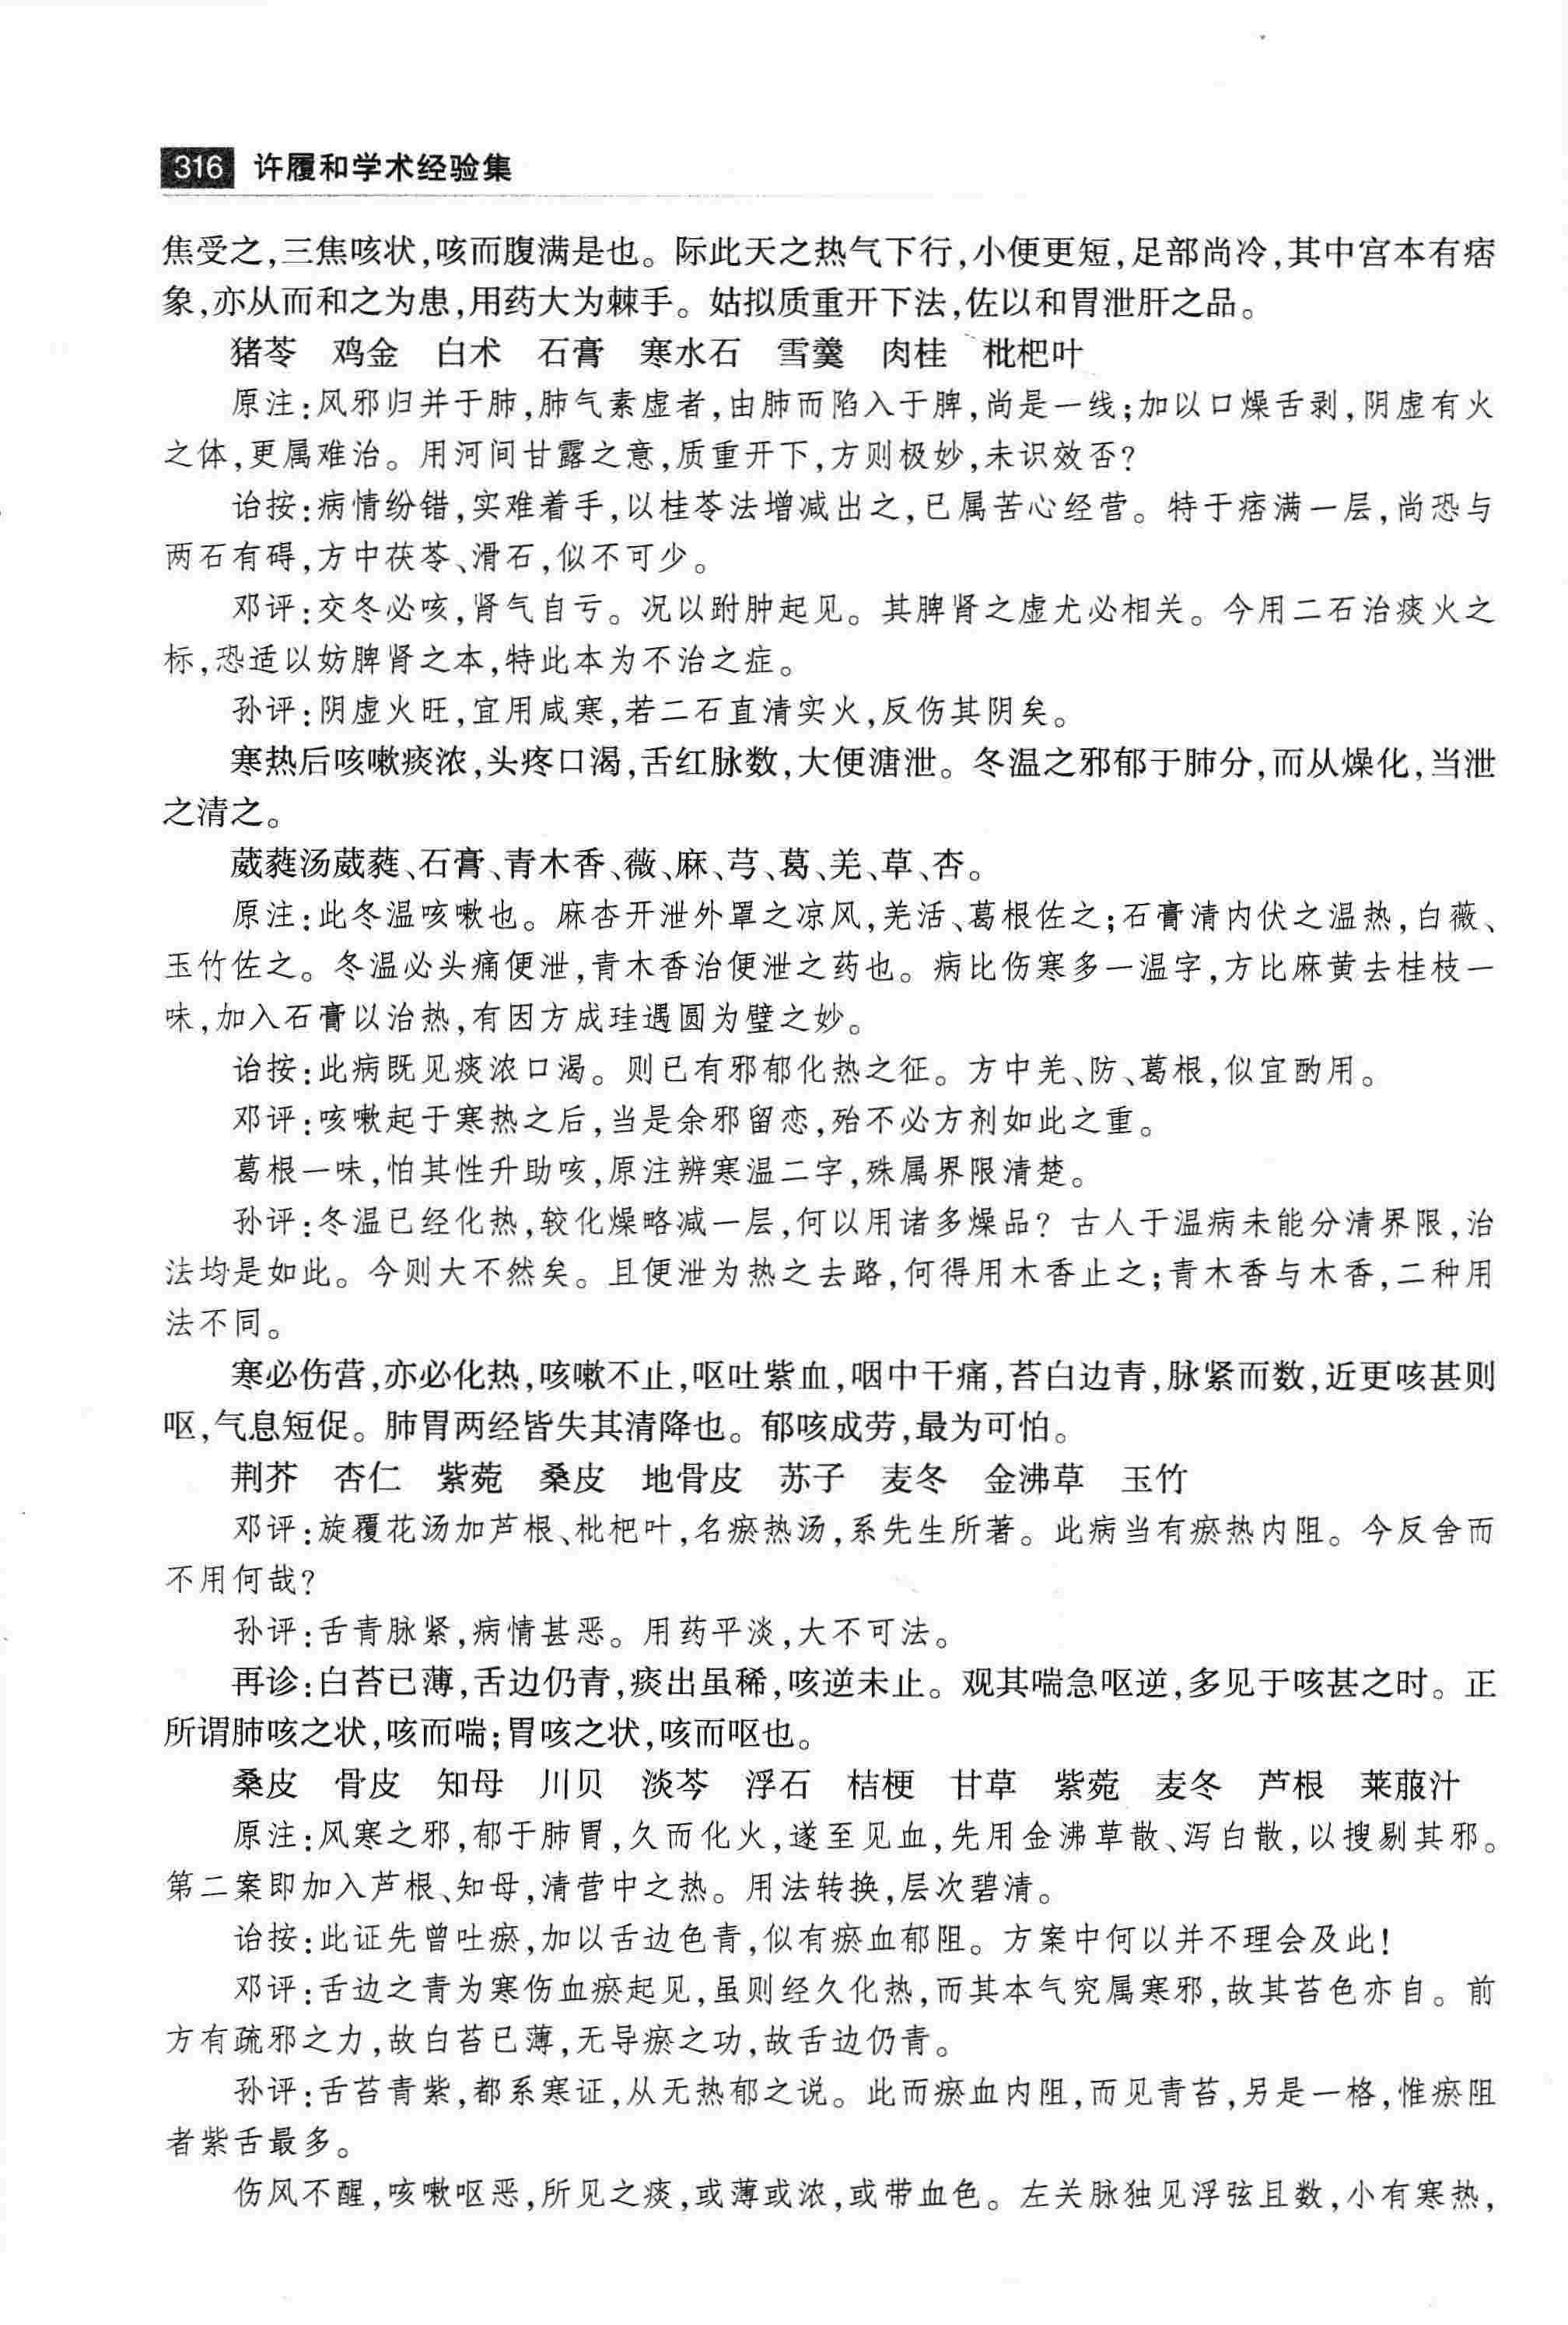 316 许履和学术经验集
焦受之,三焦咳状,咳而腹满是也。际此天之热气下行,小便更短,足部尚冷,其中宫本有痞
象,亦从而和之为患,用药大为棘手。姑拟质重开下法,佐以和胃泄肝之品。
猪苓 鸡金 白术 石膏 寒水石 雪羹 肉桂 枇杷叶
原注:风邪归并于肺,肺气素虚者,由肺而陷入于脾,尚是一线;加以口燥舌剥,阴虚有火
之体,更属难治。用河间甘露之意,质重开下,方则极妙,未识效否?
诒按:病情纷错,实难着手,以桂苓法增减出之,已属苦心经营。特于痞满一层,尚恐与
两石有碍,方中茯苓、滑石,似不可少。
邓评:交冬必咳,肾气自亏。况以跗肿起见。其脾肾之虚尤必相关。今用二石治痰火之
标,恐适以妨脾肾之本,特此本为不治之症。
孙评:阴虚火旺,宜用咸寒,若二石直清实火,反伤其阴矣。
寒热后咳嗽痰浓,头疼口渴,舌红脉数,大便溏泄。冬温之邪郁于肺分,而从燥化,当泄
之清之。
葳蕤汤葳蕤、石膏、青木香、薇、麻、芎、葛、羌、草、杏。
原注:此冬温咳嗽也。麻杏开泄外罩之凉风,羌活、葛根佐之;石膏清内伏之温热,白薇、
玉竹佐之。冬温必头痛便泄,青木香治便泄之药也。病比伤寒多一温字,方比麻黄去桂枝一
味,加入石膏以治热,有因方成珪遇圆为璧之妙。
诒按:此病既见痰浓口渴。则已有邪郁化热之征。方中羌、防、葛根,似宜酌用。
邓评:咳嗽起于寒热之后,当是余邪留恋,殆不必方剂如此之重。
葛根一味,怕其性升助咳,原注辨寒温二字,殊属界限清楚。
孙评:冬温已经化热,较化燥略减一层,何以用诸多燥品?古人于温病未能分清界限,治
法均是如此。今则大不然矣。且便泄为热之去路,何得用木香止之;青木香与木香,二种用
法不同。
寒必伤营,亦必化热,咳嗽不止,呕吐紫血,咽中干痛,苔白边青,脉紧而数,近更咳甚则
呕,气息短促。肺胃两经皆失其清降也。郁咳成劳,最为可怕。
荆芥 杏仁 紫菀 桑皮 地骨皮 苏子 麦冬 金沸草 玉竹
邓评:旋覆花汤加芦根、枇杷叶,名瘀热汤,系先生所著。此病当有瘀热内阻。今反舍而
不用何哉?
孙评:舌青脉紧,病情甚恶。用药平淡,大不可法。
再诊:白苔已薄,舌边仍青,痰出虽稀,咳逆未止。观其喘急呕逆,多见于咳甚之时。正
所谓肺咳之状,咳而喘;胃咳之状,咳而呕也。
桑皮 骨皮 知母 川贝 淡芩 浮石 桔梗 甘草 紫菀 麦冬 芦根 莱菔汁
原注:风寒之邪,郁于肺胃,久而化火,遂至见血,先用金沸草散、泻白散,以搜剔其邪。
第二案即加入芦根、知母,清营中之热。用法转换,层次碧清。
诒按:此证先曾吐瘀,加以舌边色青,似有瘀血郁阻。方案中何以并不理会及此!
邓评:舌边之青为寒伤血瘀起见,虽则经久化热,而其本气究属寒邪,故其苔色亦自。前
方有疏邪之力,故白苔已薄,无导瘀之功,故舌边仍青。
孙评:舌苔青紫,都系寒证,从无热郁之说。此而瘀血内阻,而见青苔,另是一格,惟瘀阻
者紫舌最多。
伤风不醒,咳嗽呕恶,所见之痰,或薄或浓,或带血色。左关脉独见浮弦且数,小有寒热,